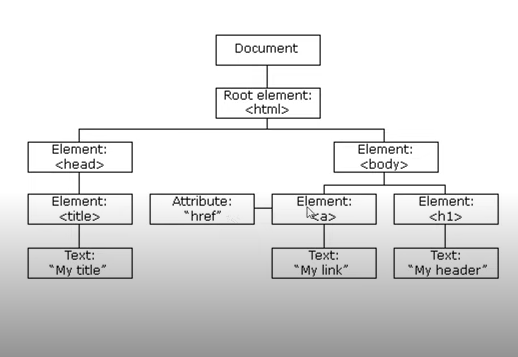 Document
Root element:
<html>
Element:
<head>
Element:
<body>
Element:
<title>
Attribute:
"href"
Element:
<a>
Element:
<h1>
Text:
"My title"
Text:
"My link"
Text:
"My header"